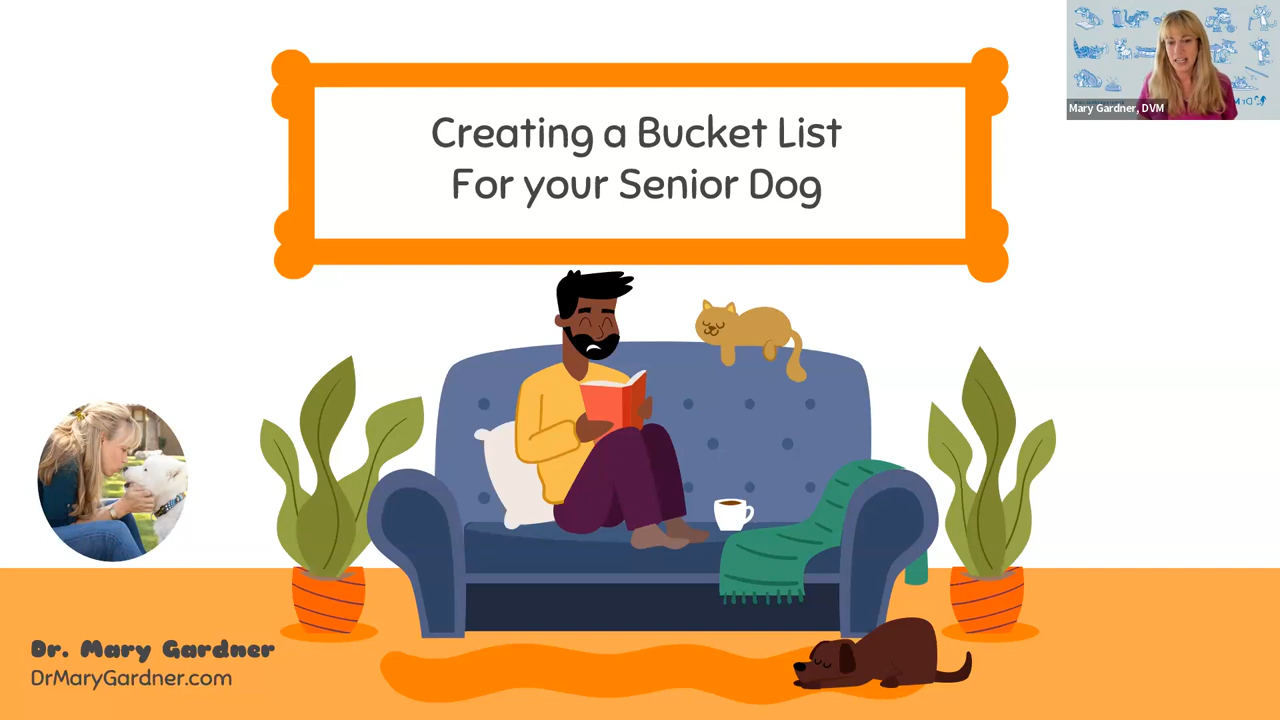 Creating a Bucket List
For your Senior Dog
Mary Gardner, DVM
Dr. Mary Gardner
DrMaryGardner.com